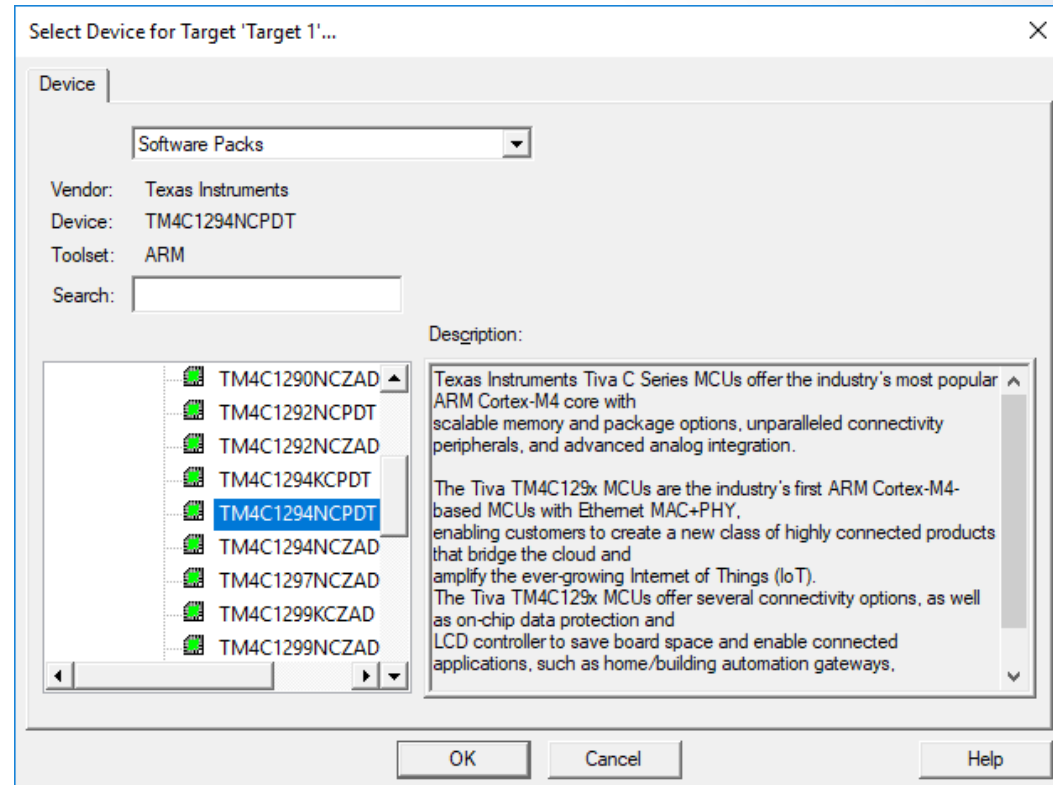 Select Device for Target 'Target 1'...
Device
Software Packs
Vendor: Texas Instruments
Device: TM4C1294NCPDT
Toolset: ARM
Search:
Description:
TM4C1290NCZAD
TM4C1292NCPDT
TM4C1292NCZAD
TM4C1294KCPDT
TM4C1294NCPDT
TM4C1294NCZAD
TM4C1297NCZAD
TM4C1299KCZAD
TM4C1299NCZAD
Texas Instruments Tiva C Series MCUs offer the industry's most popular
ARM Cortex-M4 core with
scalable memory and package options, unparalleled connectivity
peripherals, and advanced analog integration.
The Tiva TM4C129x MCUs are the industry's first ARM Cortex-M4-
based MCUs with Ethernet MAC+PHY,
enabling customers to create a new class of highly connected products
that bridge the cloud and
amplify the ever-growing Internet of Things (IoT).
The Tiva TM4C129x MCUs offer several connectivity options, as well
as on-chip data protection and
LCD controller to save board space and enable connected
applications, such as home/building automation gateways,
OK
Cancel
Help